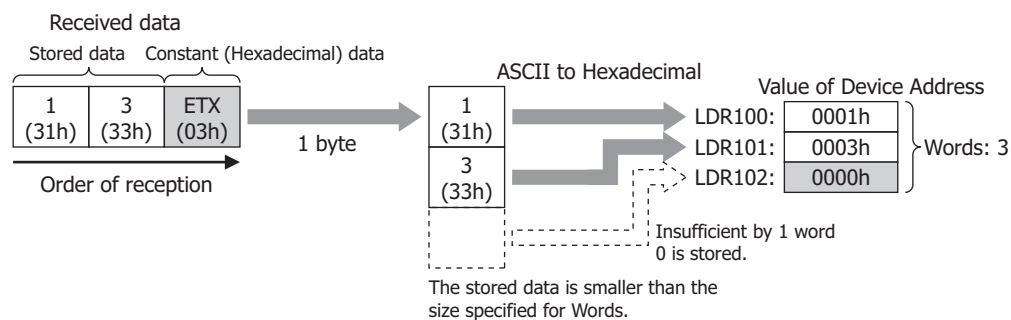 Received data
Stored data Constant (Hexadecimal) data
1
(31h)
3
(33h)
ETX
(03h)
Order of reception
1 byte
ASCII to Hexadecimal
1
(31h)
3
(33h)
Value of Device Address
LDR100: 0001h
LDR101: 0003h
LDR102: 0000h
Words: 3
Insufficient by 1 word
0 is stored.
The stored data is smaller than the
size specified for Words.